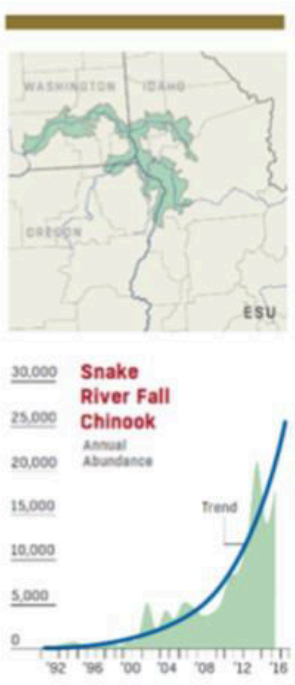 WASHINGTON IDAHO
OREGON
ESU
30,000
Snake
River Fall
25,000
Chinook
Annual
20,000
Abundance
15,000
Trend
10,000
5,000
0
'92 '96 '00 '04 '08 '12 '16